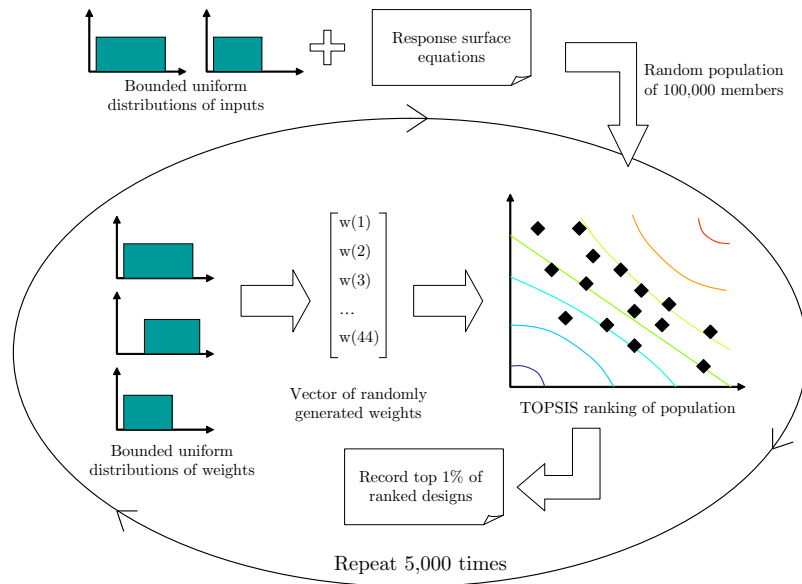 Response surface
equations
Bounded uniform
distributions of inputs
Random population
of 100,000 members
w(1)
w(2)
w(3)
...
w(44)
Vector of randomly
generated weights
TOPSIS ranking of population
Bounded uniform
distributions of weights
Record top 1% of
ranked designs
Repeat 5,000 times